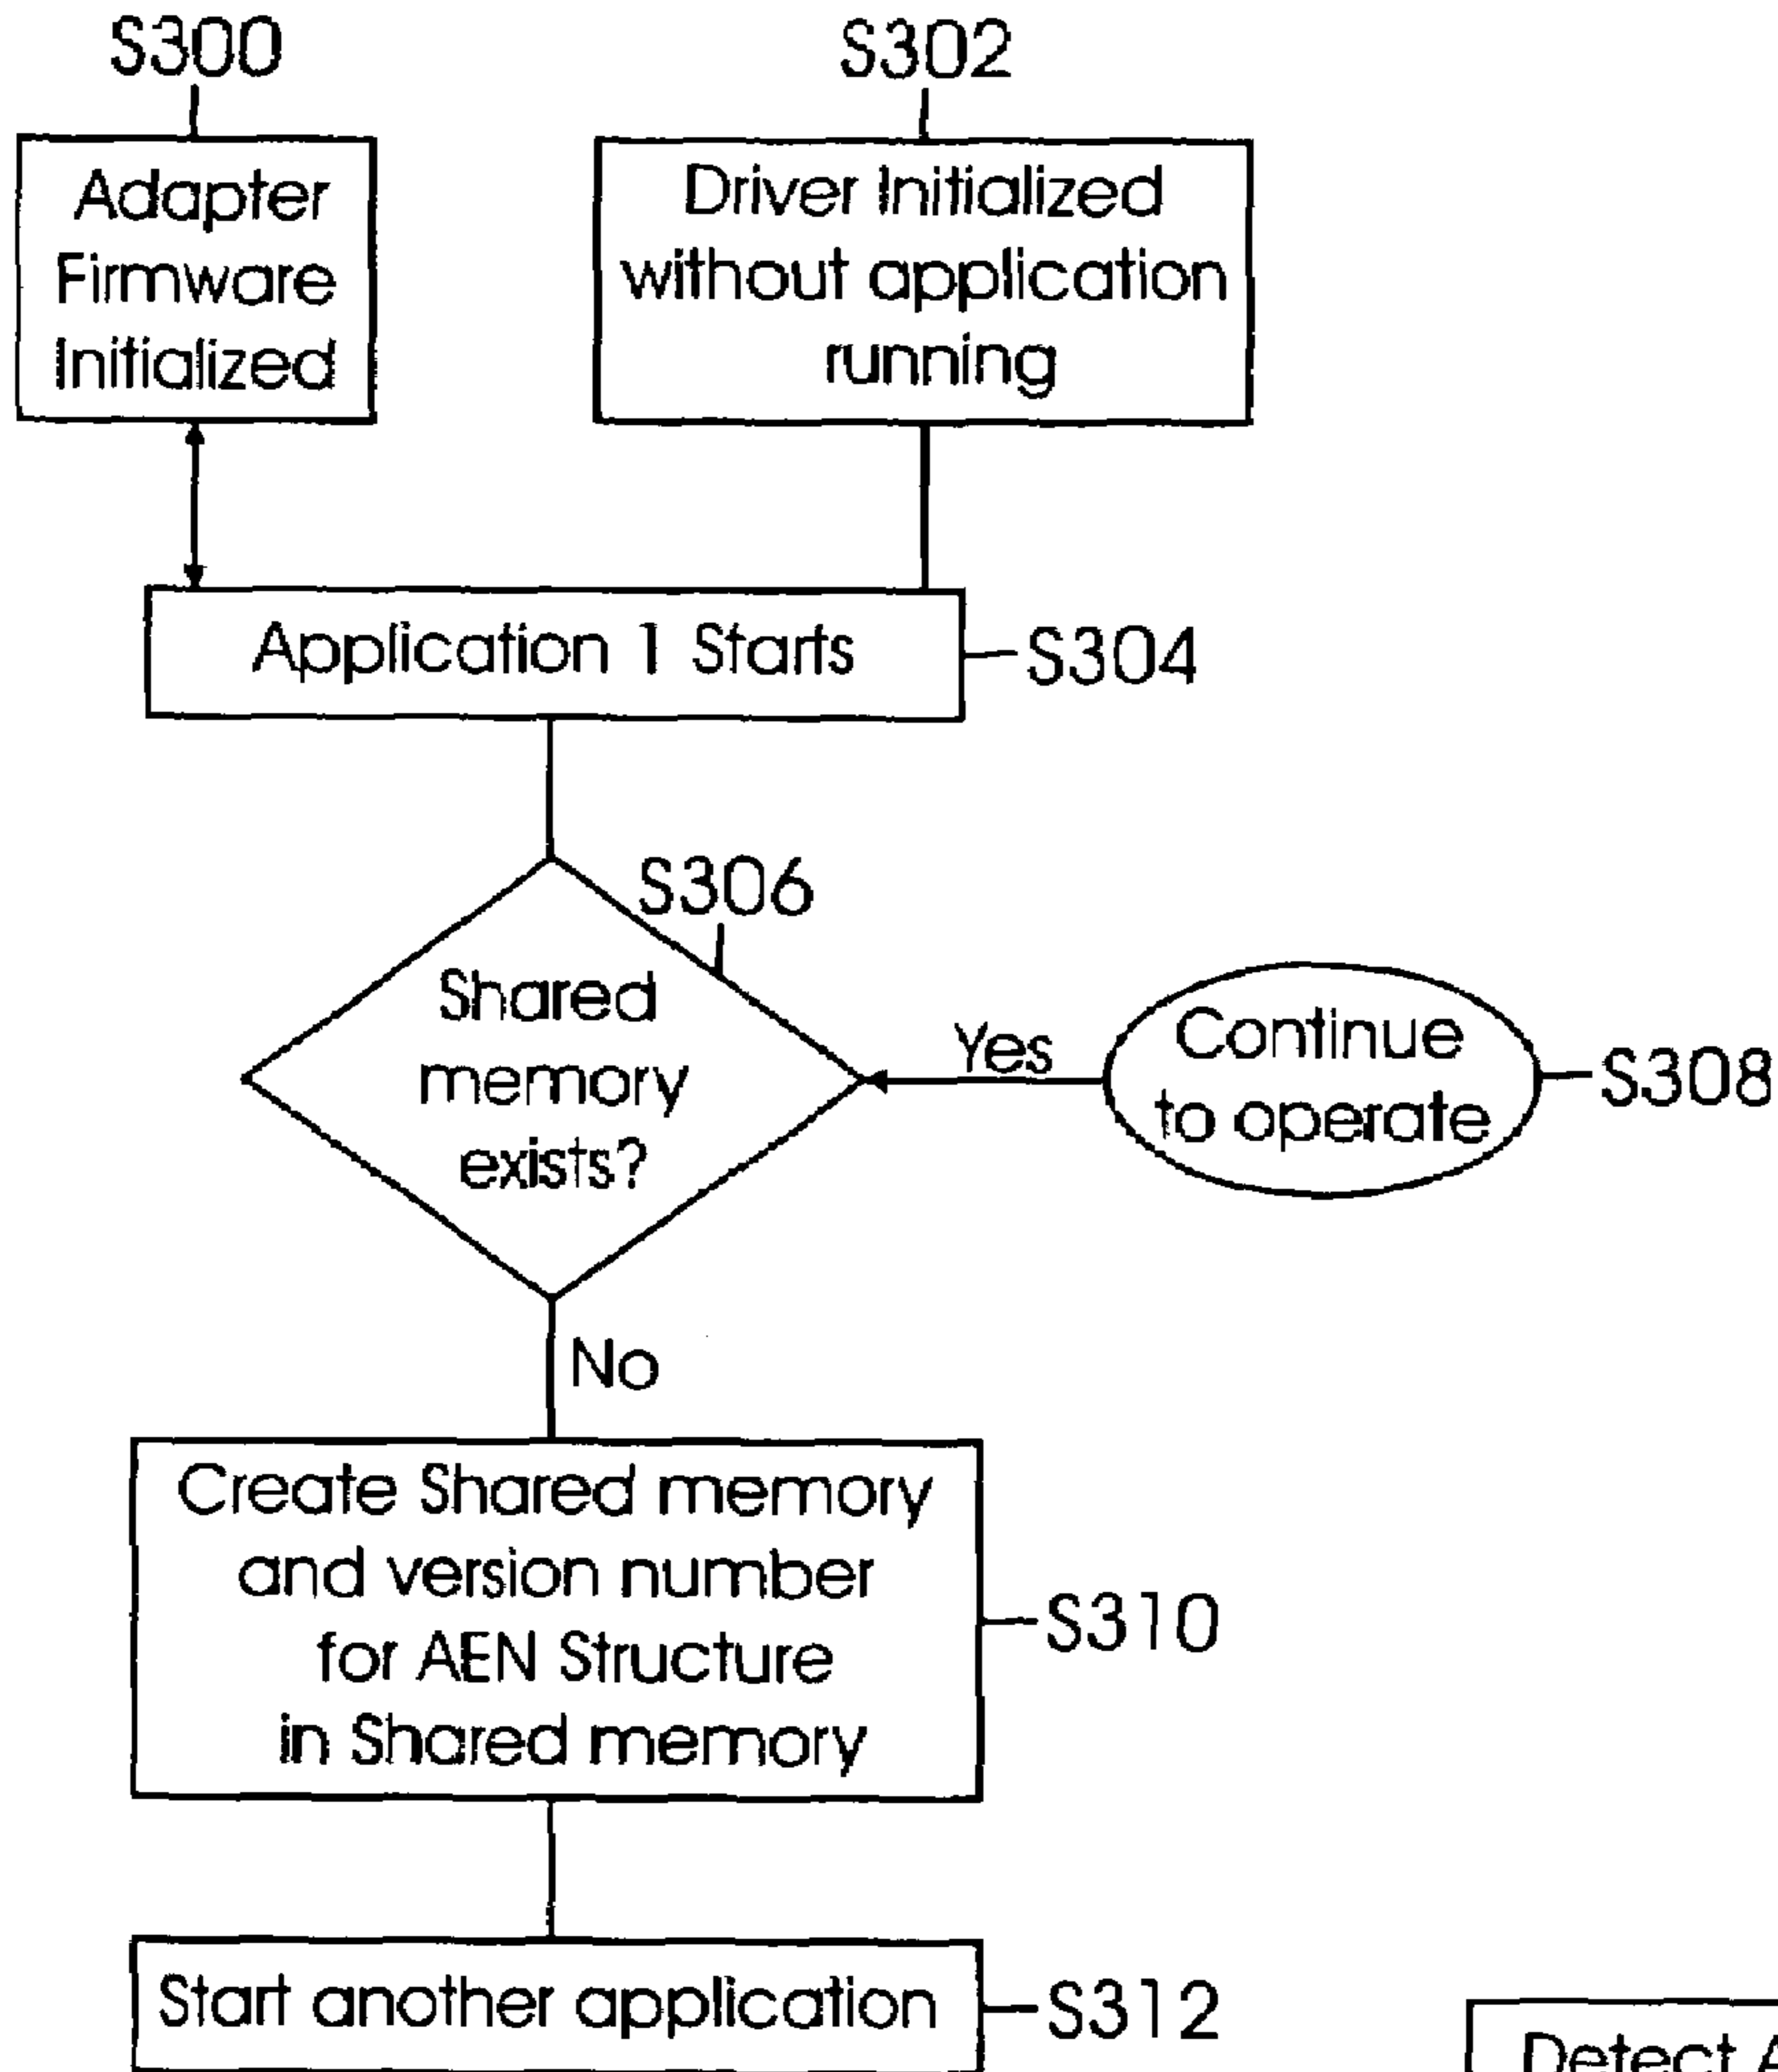 S300
S302
Adapter
Firmware
Initialized
Driver Initialized
without application
running
Application 1 Starts
S304
S306
Shared
memory
exists?
Yes
Continue
to operate
S308
No
Create Shared memory
and version number
for AEN Structure
in Shared memory
S310
Start another application
S312
Detect